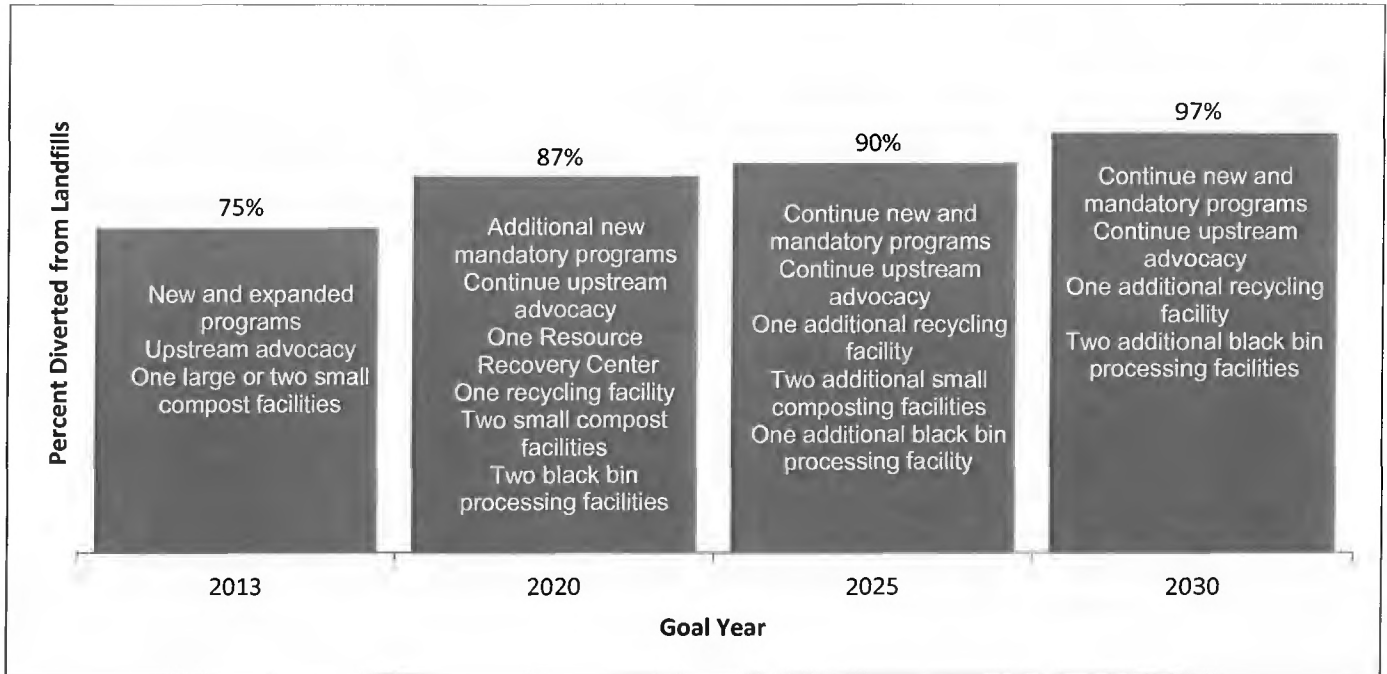 Percent Diverted from Landfills
75%
New and expanded
programs
Upstream advocacy
One large or two small
compost facilities
87%
Additional new
mandatory programs
Continue upstream
advocacy
One Resource
Recovery Center
One recycling facility
Two small compost
facilities
Two black bin
processing facilities
90%
Continue new and
mandatory programs
Continue upstream
advocacy
One additional recycling
facility
Two additional small
composting facilities
One additional black bin
processing facility
97%
Continue new and
mandatory programs
Continue upstream
advocacy
One additional recycling
facility
Two additional black bin
processing facilities
2013
2020
2025
2030
Goal Year